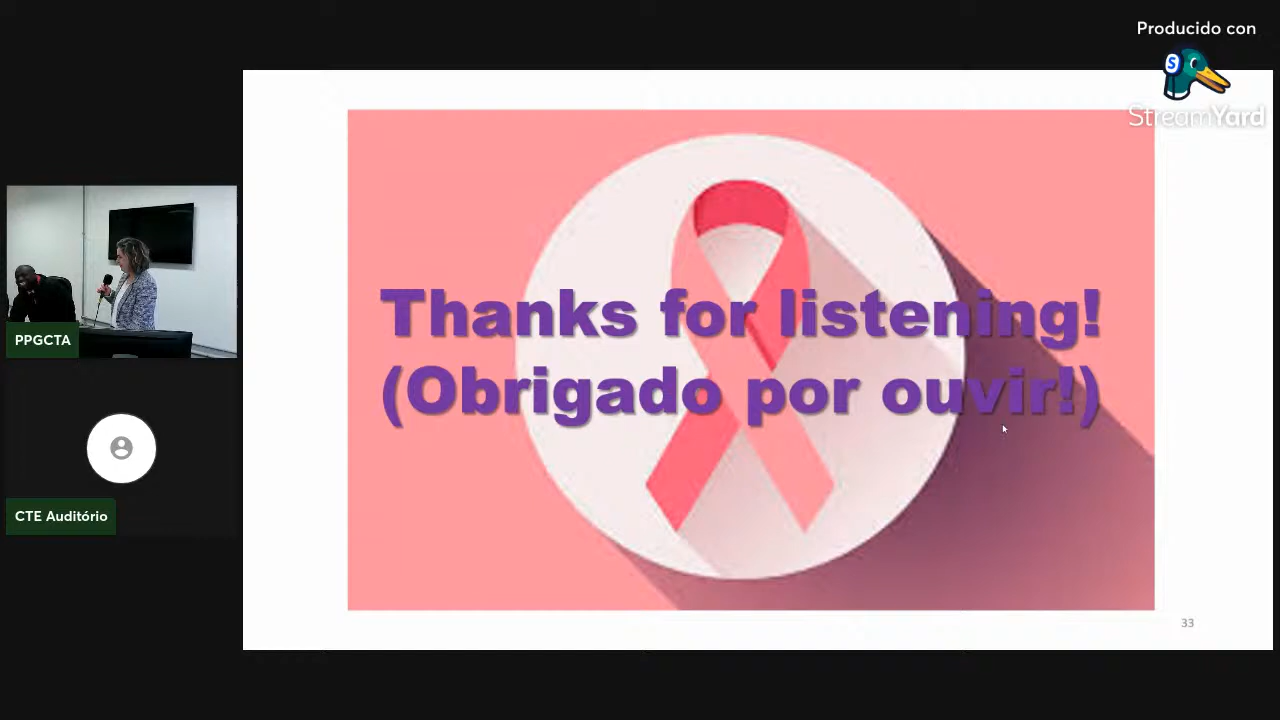 Producido con
S
StreamYard
Thanks for listening!
(Obrigado por ouvir!)
PPGCTA
CTE Auditório
33